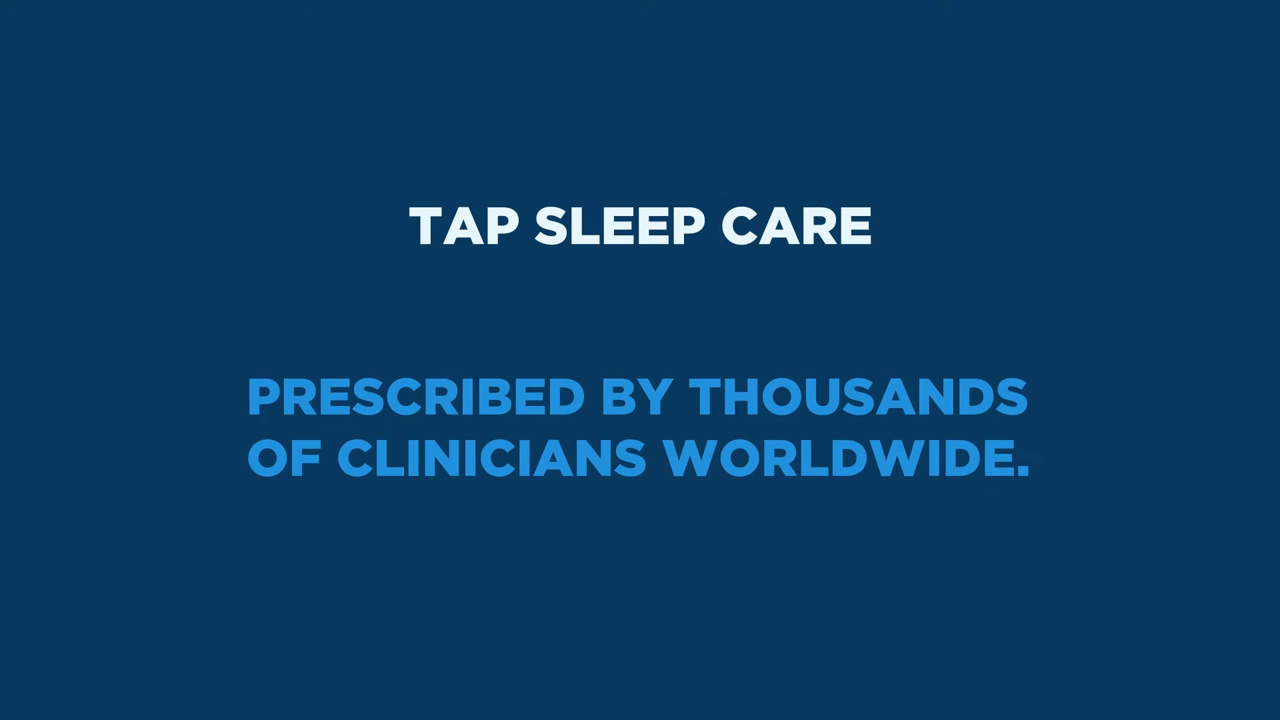 TAP SLEEP CARE
PRESCRIBED BY THOUSANDS
OF CLINICIANS WORLDWIDE.